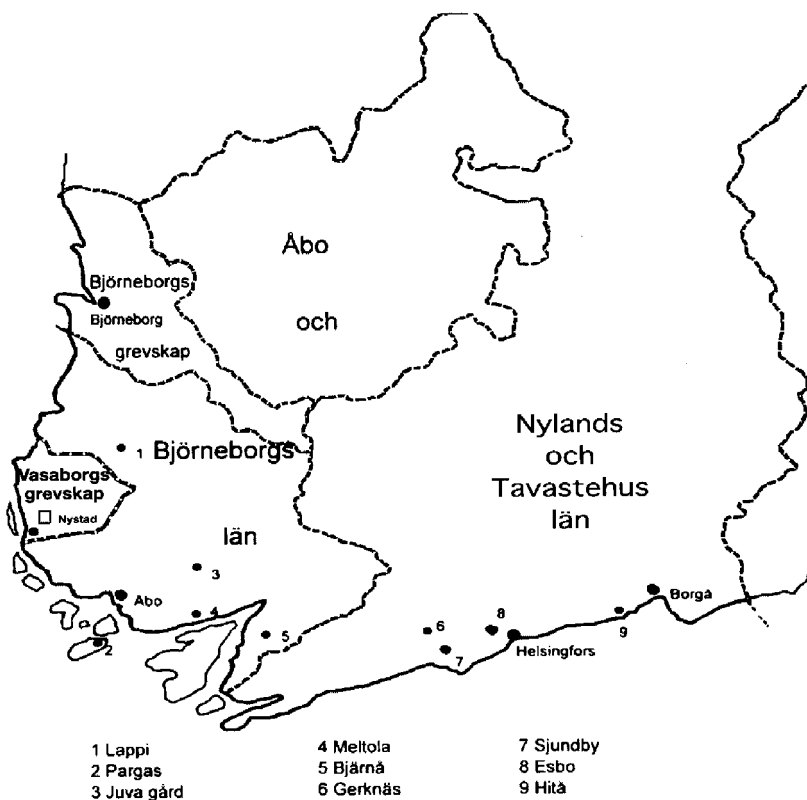 Åbo
och
Björneborgs
Björneborg
grevskap
Nylands
och
Tavastehus
län
1 Björneborgs
Vasaborgs
grevskap
Nystad
län
3
Åbo
4
5
2
6
8
7
Helsingfors
9
Borgå
1 Lappi
2 Pargas
3 Juva gård
4 Meltola
5 Bjärnå
6 Gerknäs
7 Sjundby
8 Esbo
9 Hitå